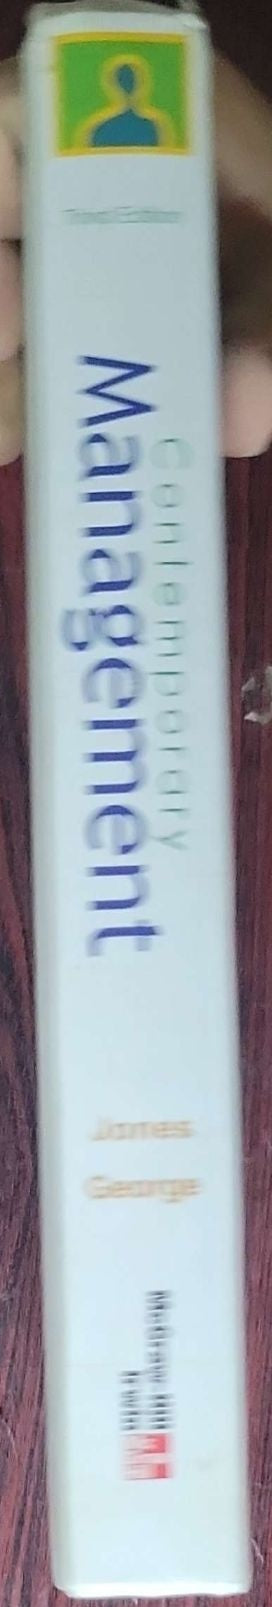 Third Edition
Contemporary
Management
Jones
George
McGraw-Hill
Irwin